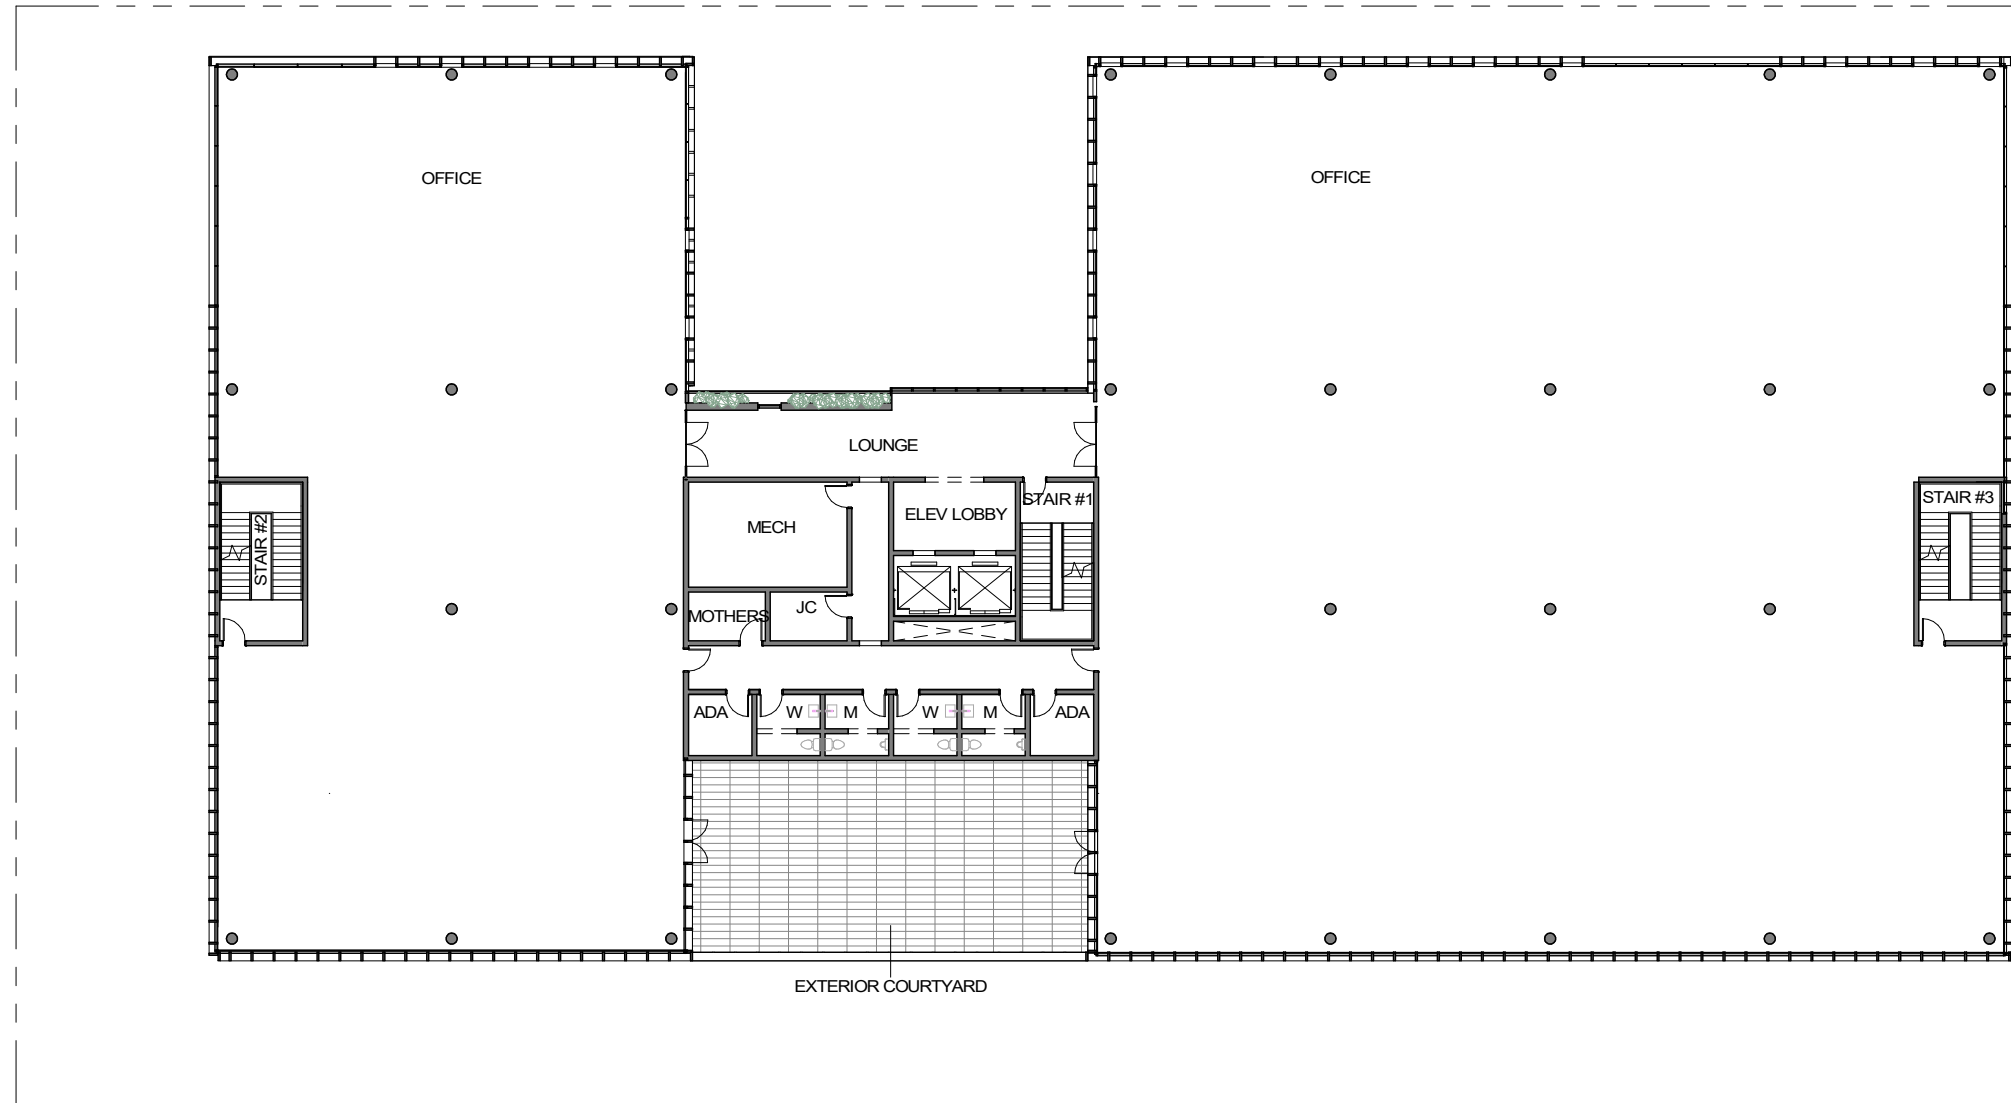 OFFICE
OFFICE
LOUNGE
STAIR #1
STAIR #3
ELEV LOBBY
MECH
STAIR #2
JC
MOTHERS
ADA
W
M
W
M
ADA
EXTERIOR COURTYARD